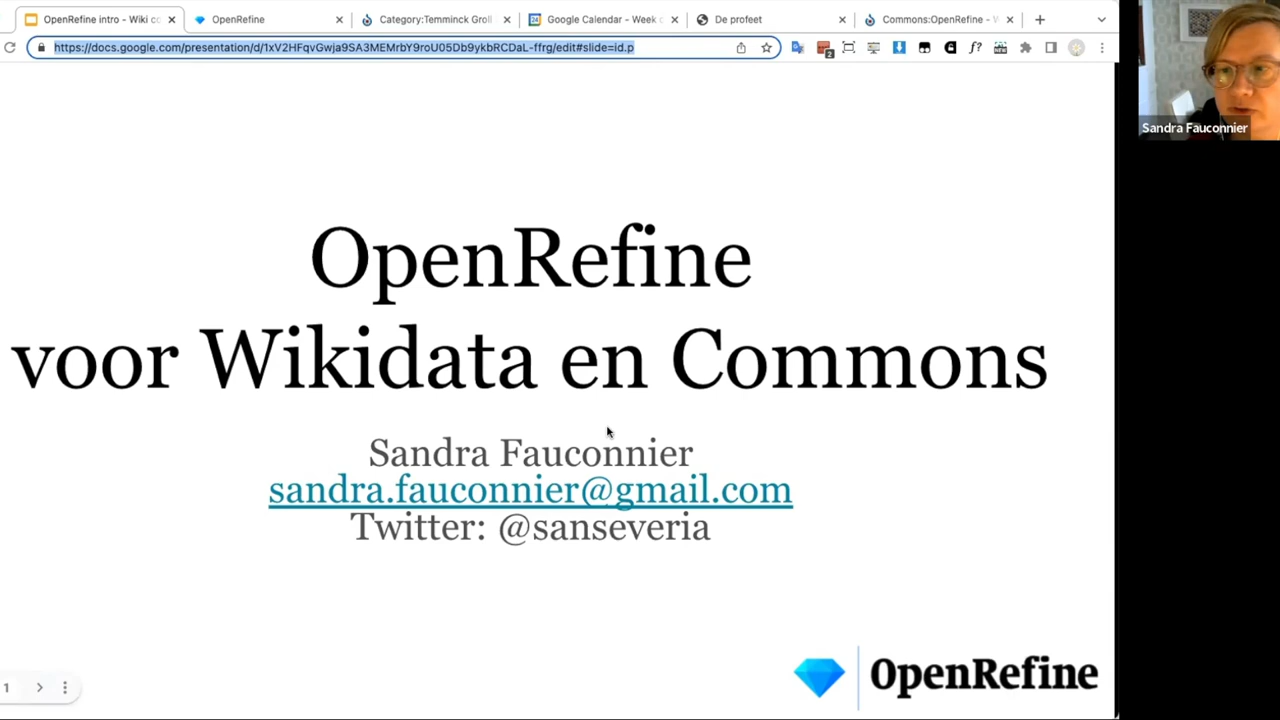 OpenRefine intro - Wiki co
OpenRefine
Category:Temminck Groll
Google Calendar - Week o
De profeet
Commons:OpenRefine - W
https://docs.google.com/presentation/d/1xV2HFqvGwja9SA3MEMrbY9roU05Db9ykbRCDaL-ffrg/edit#slide=id.p
2
f?
Sandra Fauconnier
OpenRefine
voor Wikidata en Commons
Sandra Fauconnier
sandra.fauconnier@gmail.com
Twitter: @sanseveria
1
OpenRefine